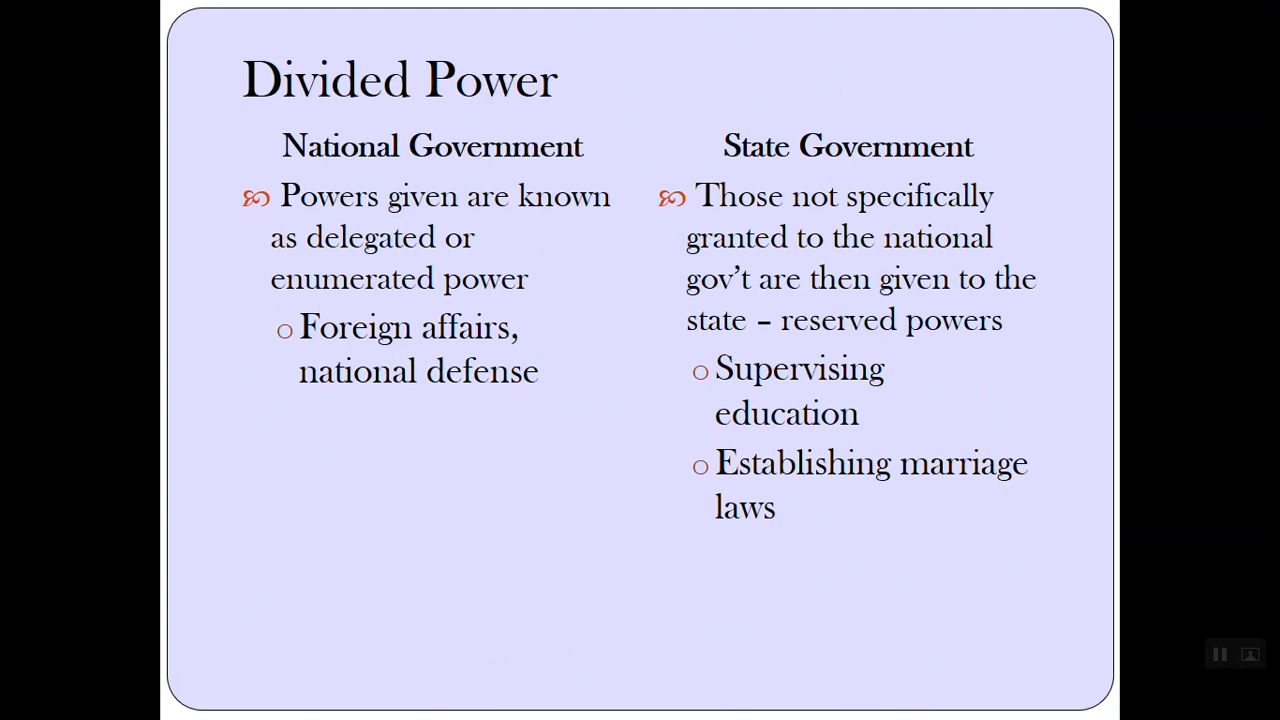 Divided Power
National Government
Powers given are known
as delegated or
enumerated power
Foreign affairs,
national defense
State Government
Those not specifically
granted to the national
gov’t are then given to the
state – reserved powers
Supervising
education
Establishing marriage
laws